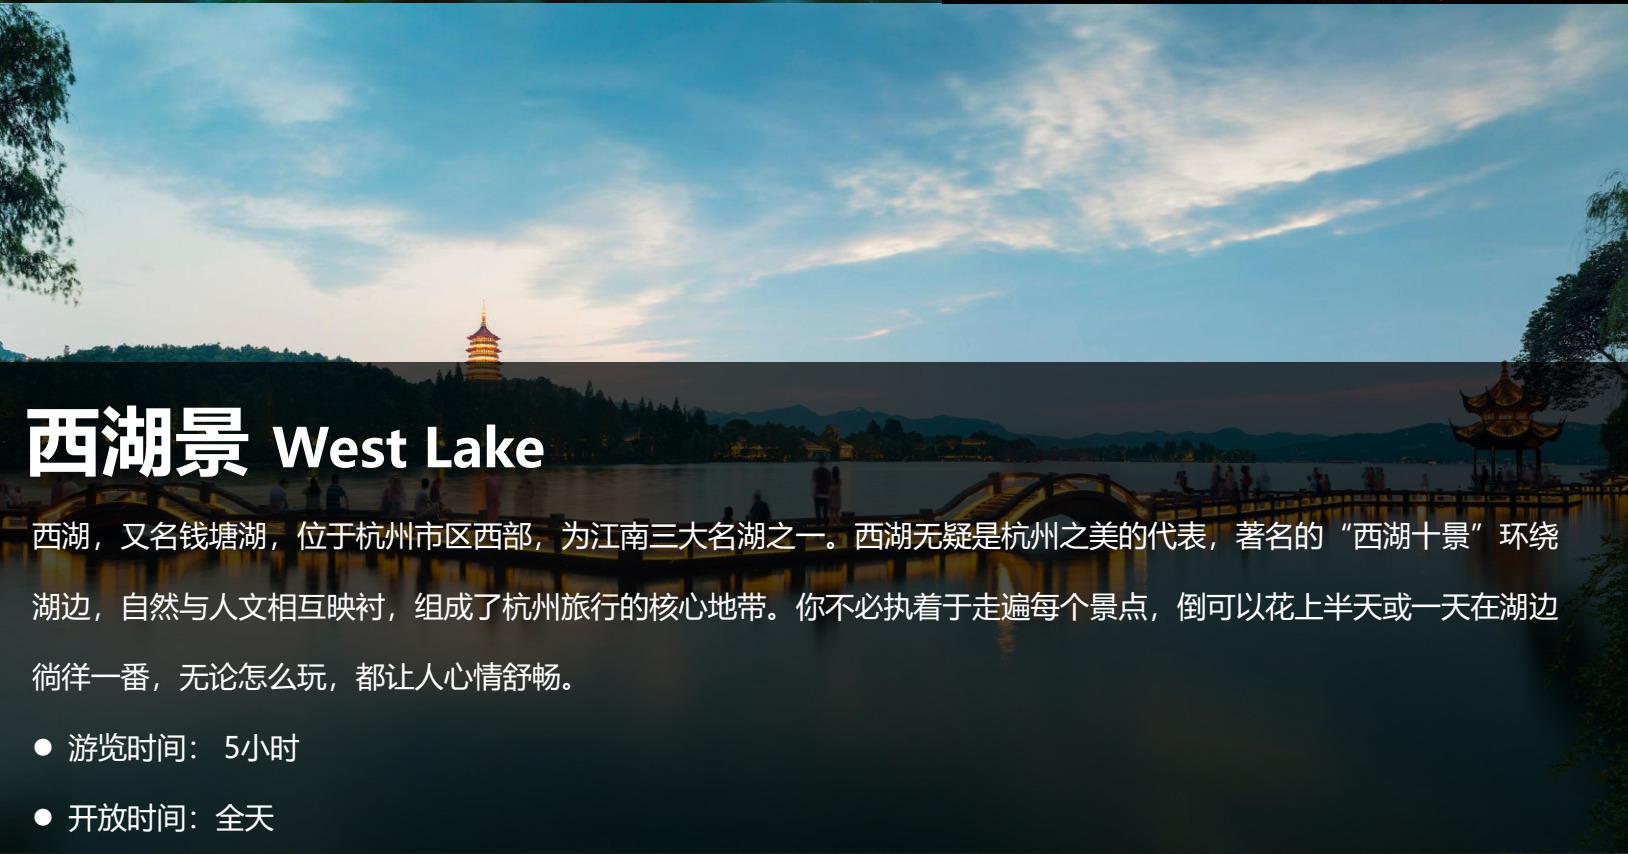 西湖景 West Lake
西湖，又名钱塘湖，位于杭州市区西部，为江南三大名湖之一。西湖无疑是杭州之美的代表，著名的“西湖十景”环绕
湖边，自然与人文相互映衬，组成了杭州旅行的核心地带。你不必执着于走遍每个景点，倒可以花上半天或一天在湖边
徜徉一番，无论怎么玩，都让人心情舒畅。
● 游览时间： 5小时
● 开放时间：全天